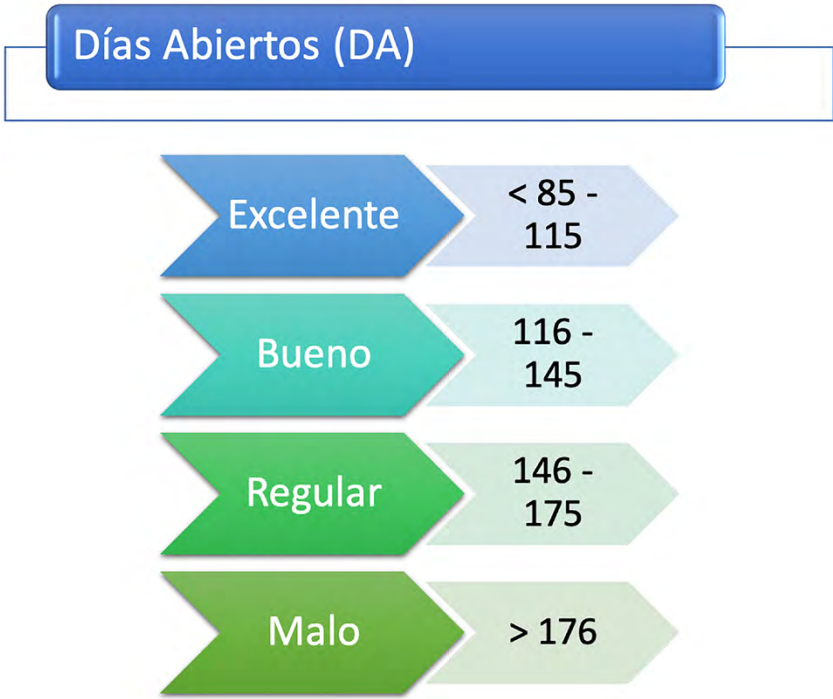 Días Abiertos (DA)
Excelente
< 85 -
115
Bueno
116 -
145
Regular
146 -
175
Malo
> 176